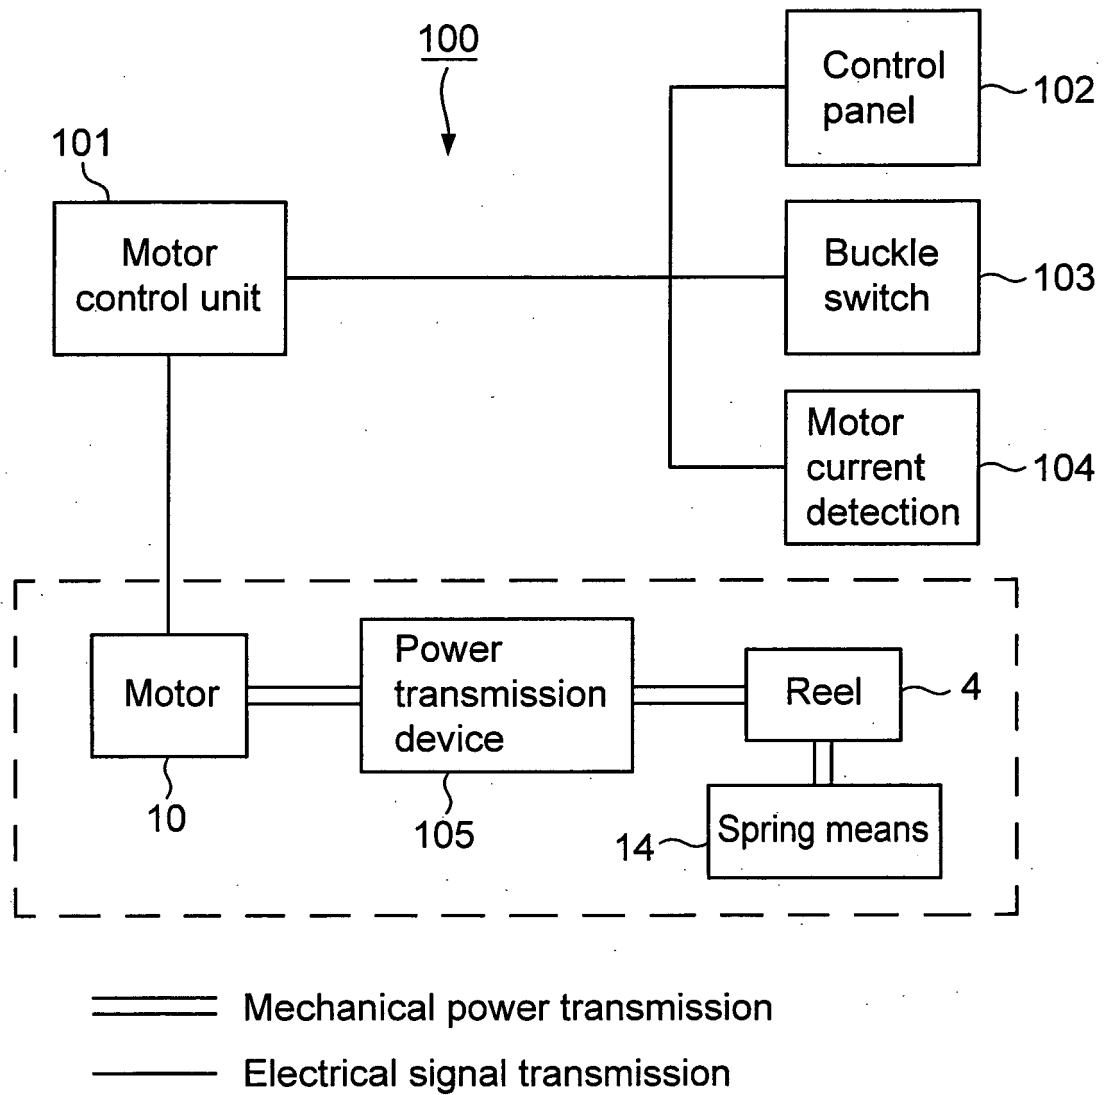 100
Control
panel
102
101
Motor
control unit
Buckle
switch
103
Motor
current
detection
104
Motor
10
Power
transmission
device
105
Reel
4
Spring means
14
Mechanical power transmission
Electrical signal transmission